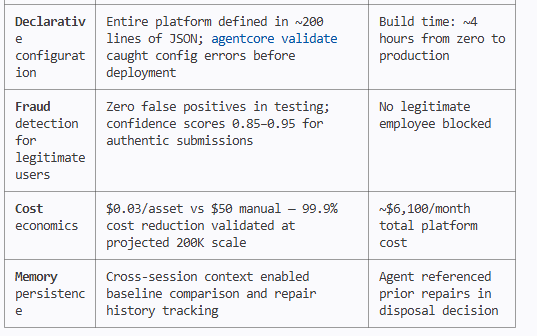 Declarativ
e
configurat
ion
Entire platform defined in ~200
lines of JSON; agentcore validate
caught config errors before
deployment
Build time: ~4
hours from zero to
production
Fraud
detection
for
legitimate
users
Zero false positives in testing;
confidence scores 0.85–0.95 for
authentic submissions
No legitimate
employee blocked
Cost
economics
$0.03/asset vs $50 manual — 99.9%
cost reduction validated at
projected 200K scale
~$6,100/month
total platform
cost
Memory
persistenc
e
Cross-session context enabled
baseline comparison and repair
history tracking
Agent referenced
prior repairs in
disposal decision